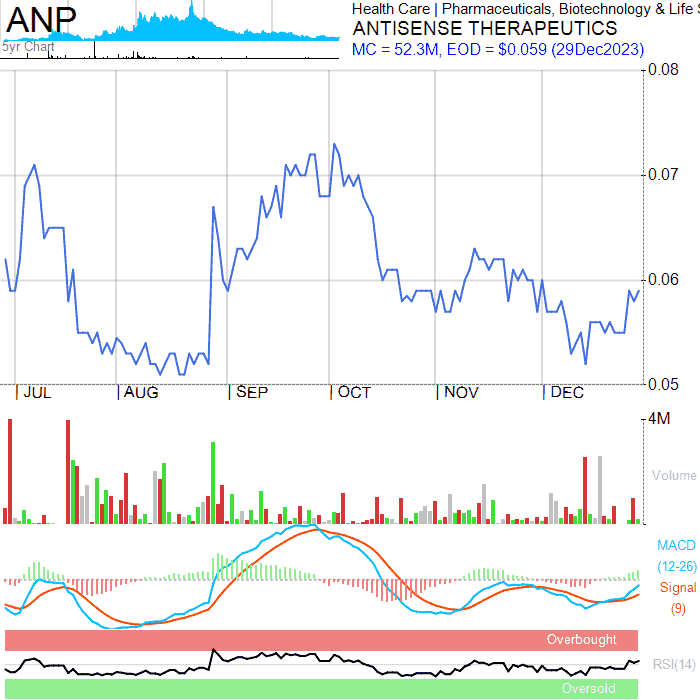 ANP
5yr Chart
Health Care | Pharmaceuticals, Biotechnology & Life S
ANTISENSE THERAPEUTICS
MC = 52.3M, EOD = $0.059 (29Dec2023)
0.08
0.07
0.06
0.05
| JUL | AUG | SEP | OCT | NOV | DEC
4M
Volume
MACD
(12-26)
Signal
(9)
Overbought
RSI(14)
Oversold